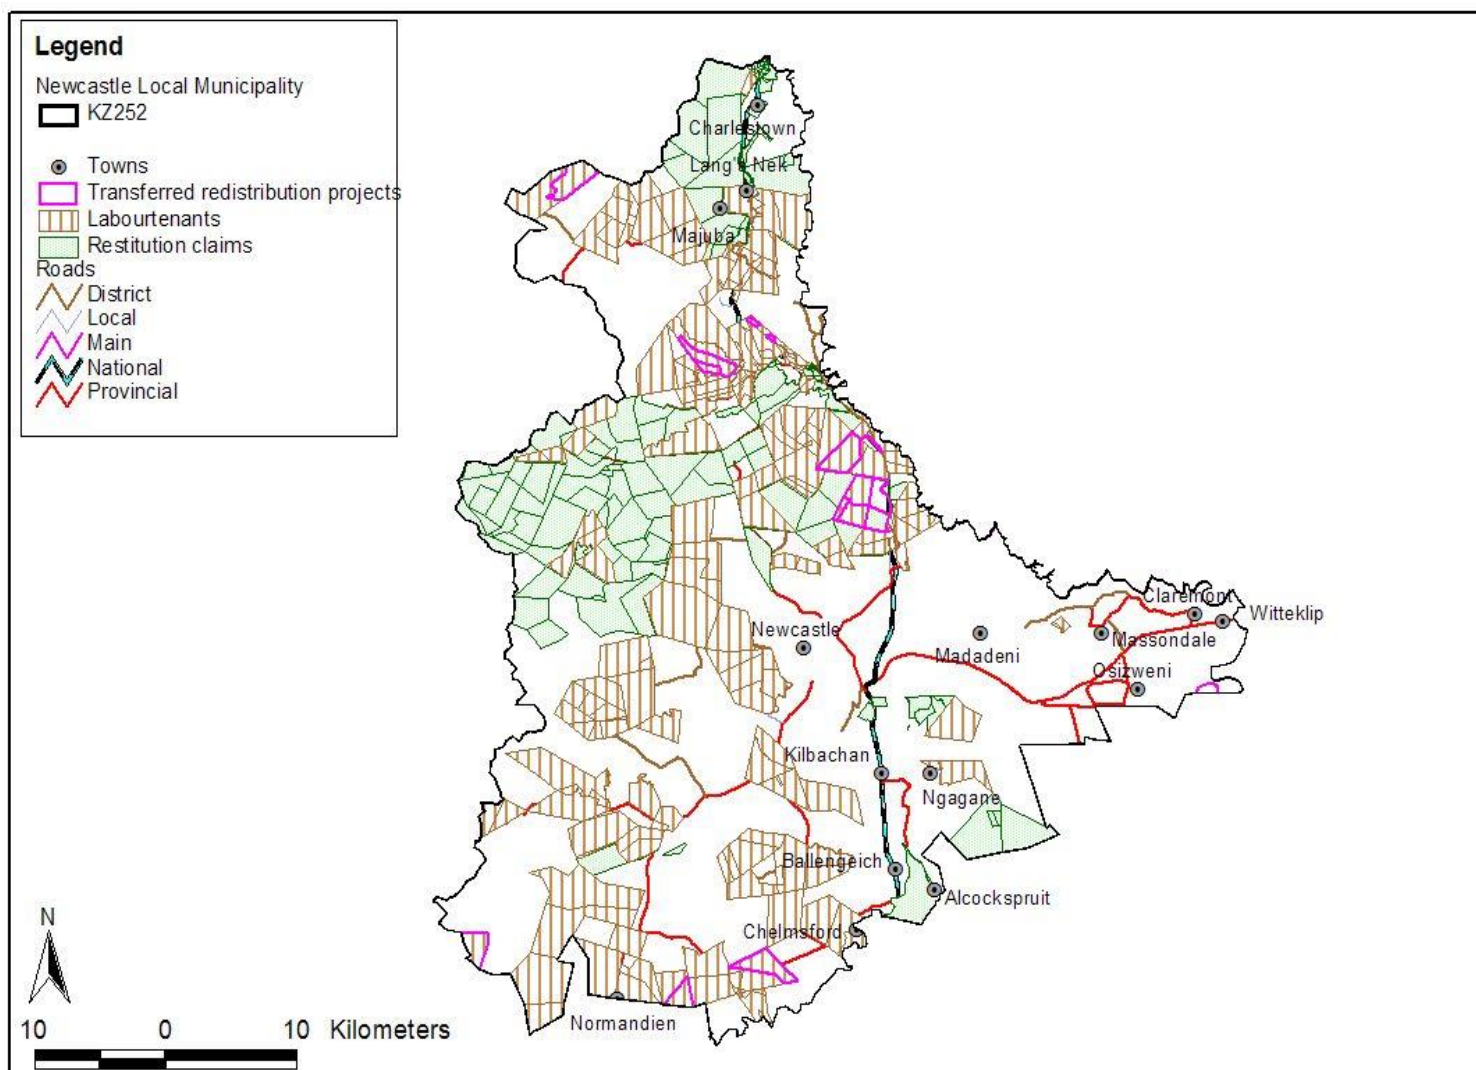 Legend
Newcastle Local Municipality
KZ252
Towns
Transferred redistribution projects
Labourtenants
Restitution claims
Roads
District
Local
Main
National
Provincial
Charlestown
Lang's Nek
Majuba
Claremont
Witteklip
Newcastle
Madadeni
Massondale
Osizweni
Kilbachan
Ngagane
Ballengeich
Alcockspruit
Chelmsford
Normandien
N
10 0 10 Kilometers